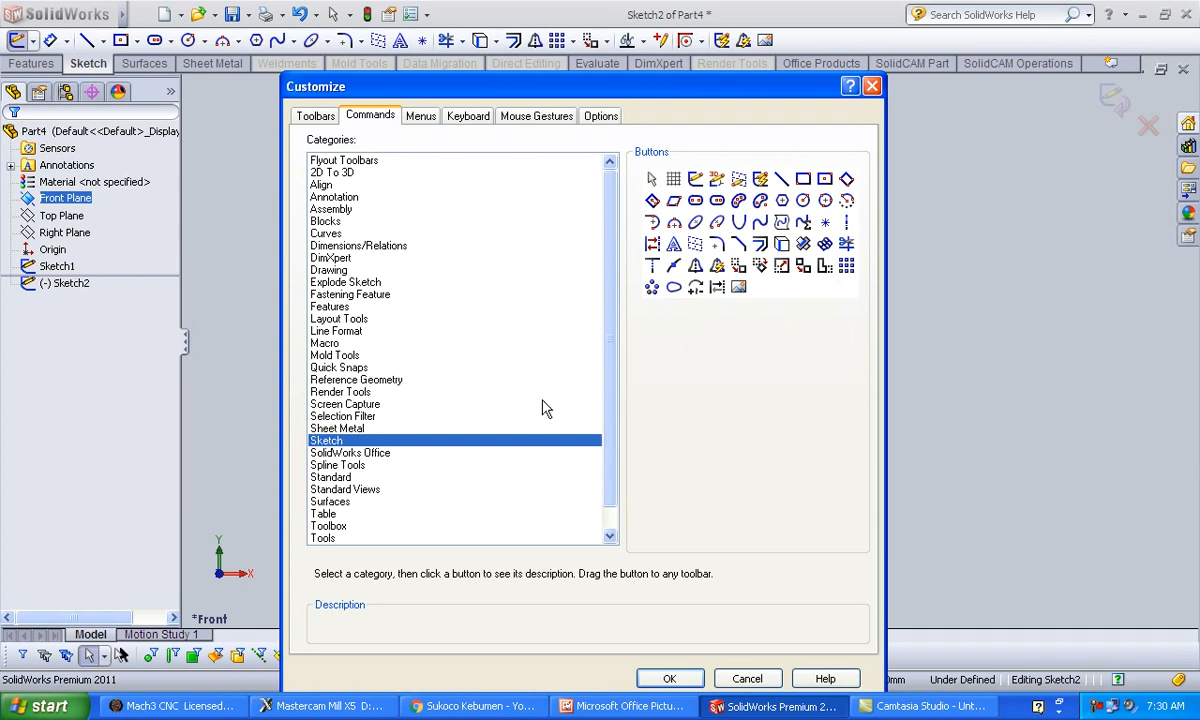 SolidWorks
Sketch2 of Part4 *
Search SolidWorks Help
Features
Sketch
Surfaces
Sheet Metal
Weldments
Mold Tools
Data Migration
Direct Editing
Evaluate
DimXpert
Render Tools
Office Products
SolidCAM Part
SolidCAM Operations
Part4 (Default<<Default>_Display
Sensors
Annotations
Material <not specified>
Front Plane
Top Plane
Right Plane
Origin
Sketch1
(-) Sketch2
Customize
Toolbars
Commands
Menus
Keyboard
Mouse Gestures
Options
Categories:
Flyout Toolbars
2D To 3D
Align
Annotation
Assembly
Blocks
Curves
Dimensions/Relations
DimXpert
Drawing
Explode Sketch
Fastening Feature
Features
Layout Tools
Line Format
Macro
Mold Tools
Quick Snaps
Reference Geometry
Render Tools
Screen Capture
Selection Filter
Sheet Metal
Sketch
SolidWorks Office
Spline Tools
Standard
Standard Views
Surfaces
Table
Toolbox
Tools
Buttons
Select a category, then click a button to see its description. Drag the button to any toolbar.
Description
OK
Cancel
Help
Y
X
*Front
Model
Motion Study 1
SolidWorks Premium 2011
0mm
Under Defined
Editing Sketch2
start
Mach3 CNC Licensed...
Mastercam Mill X5 D:...
Sukoco Kebumen - Yo...
Microsoft Office Pictu...
SolidWorks Premium 2...
Camtasia Studio - Unt...
7:30 AM